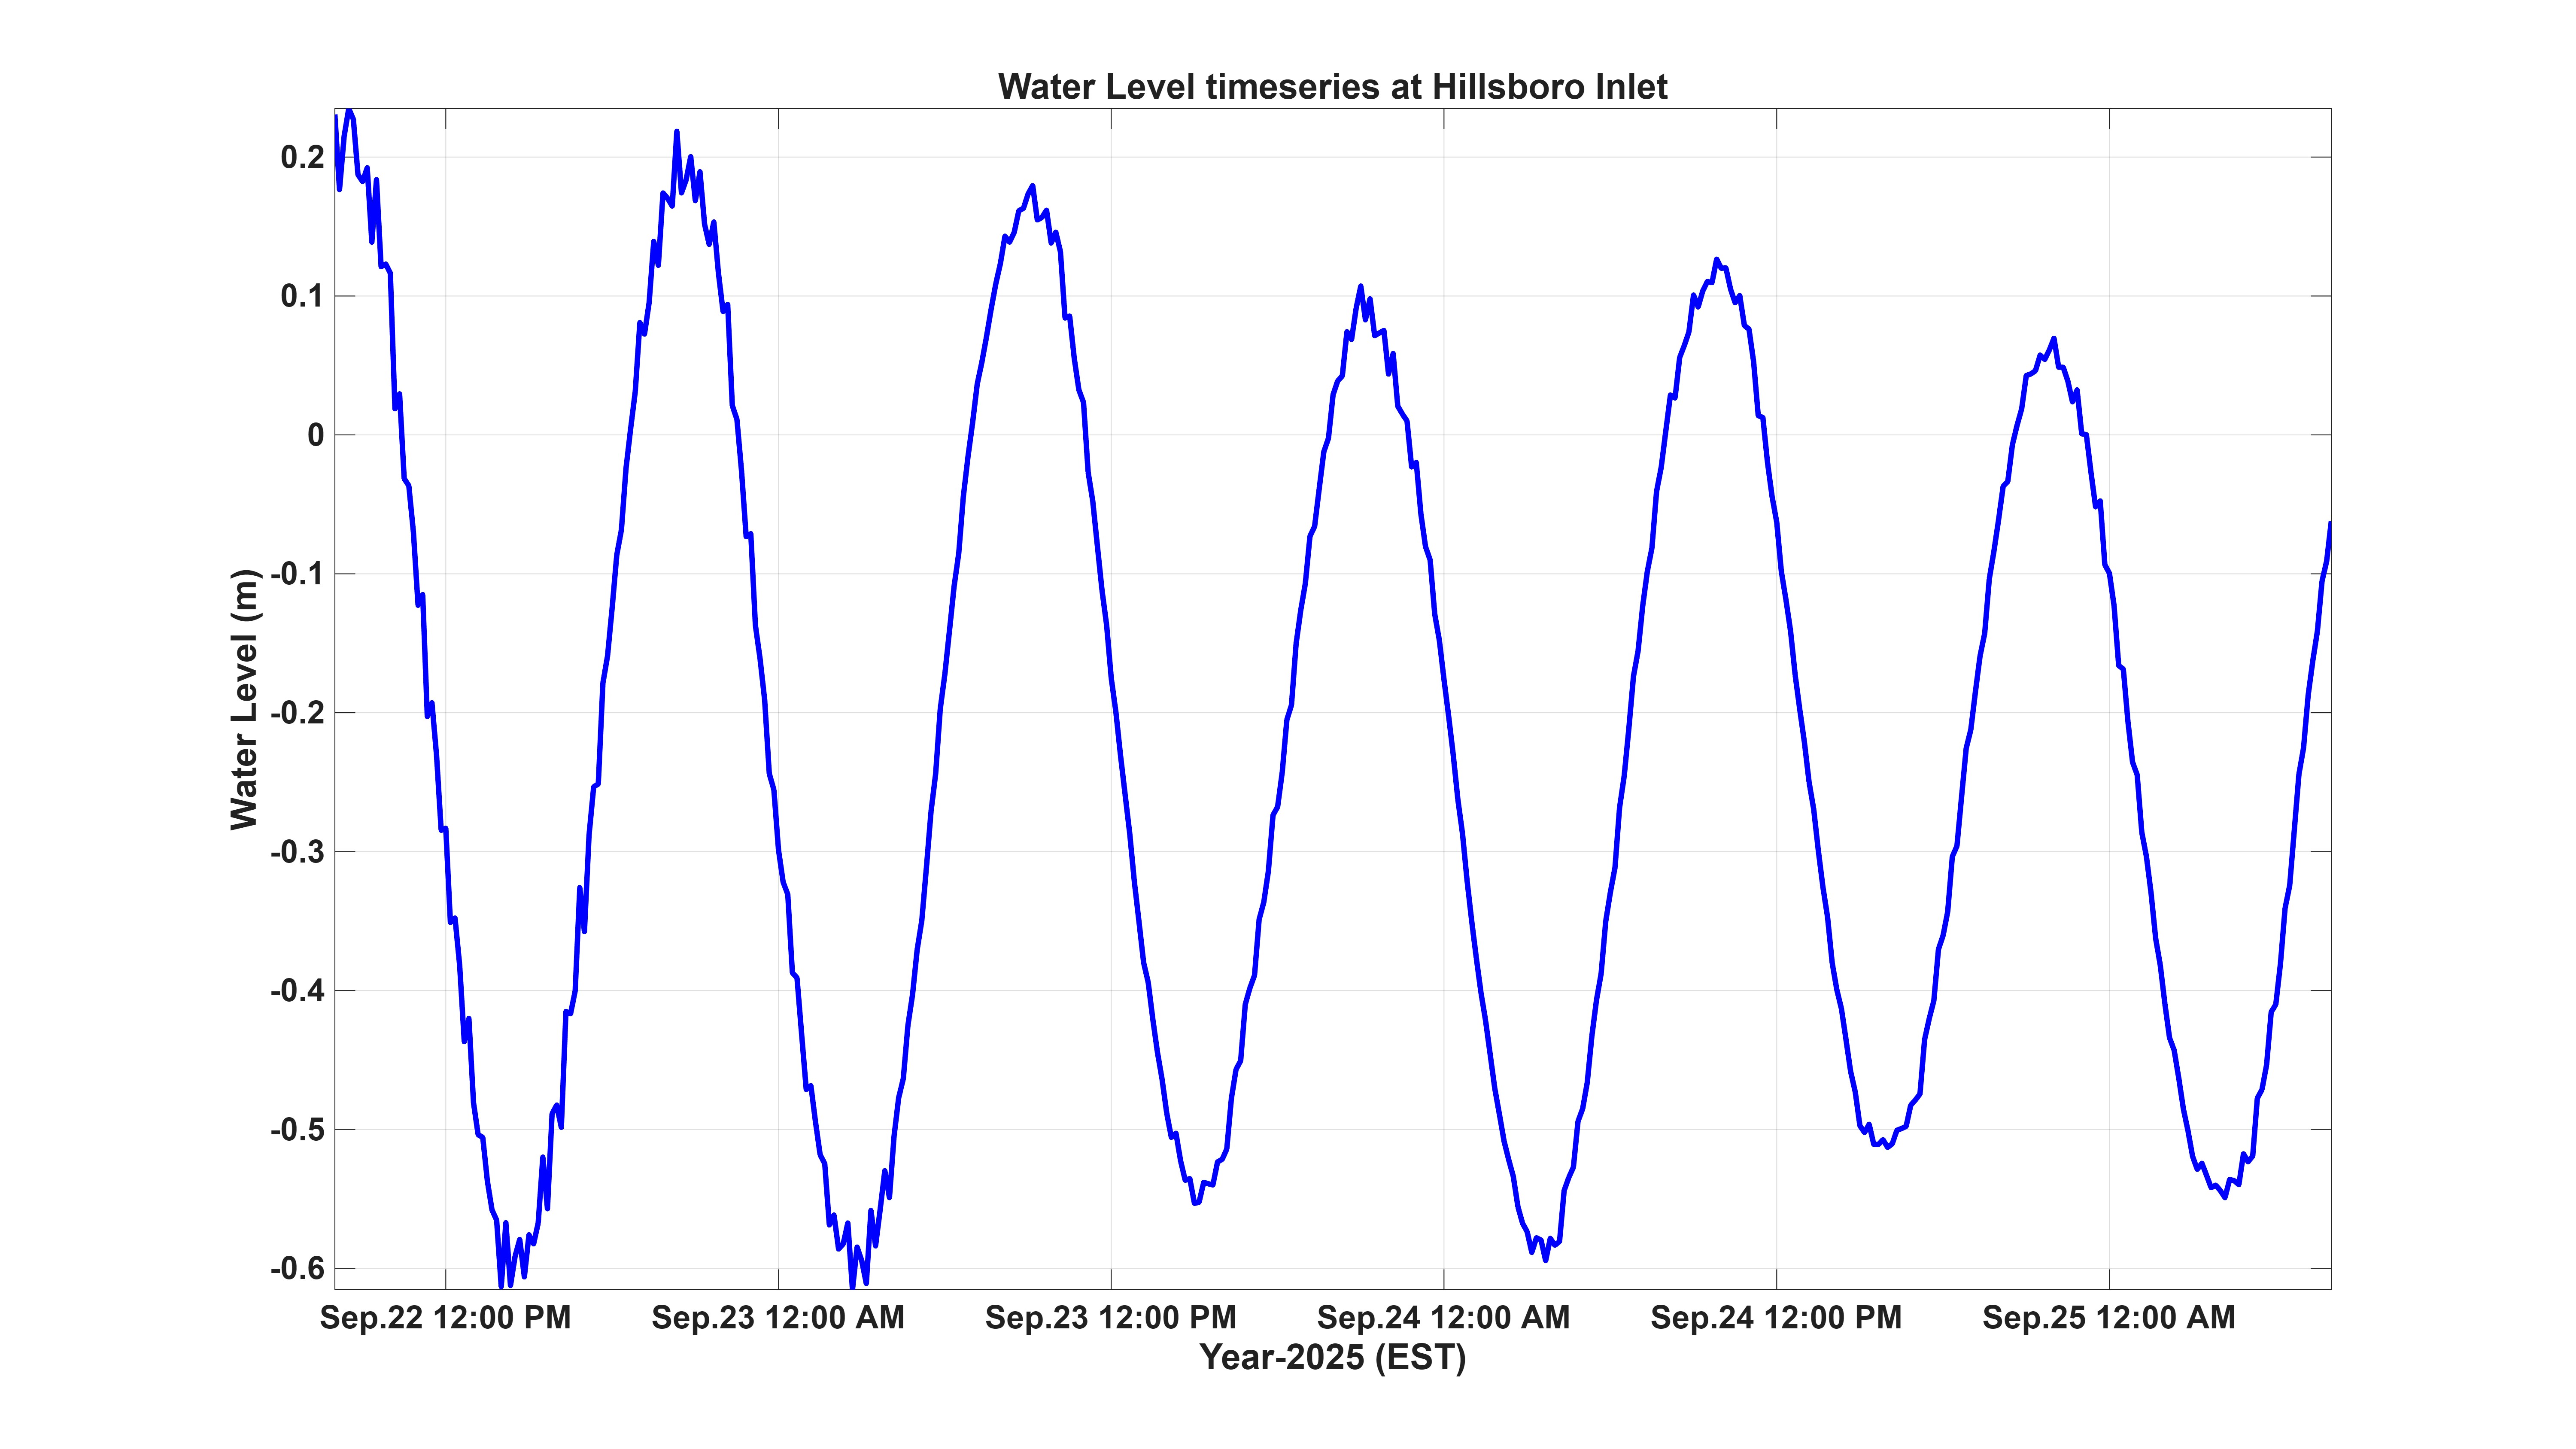 Water Level timeseries at Hillsboro Inlet
0.2
0.1
0
-0.1
-0.2
-0.3
-0.4
-0.5
-0.6
Water Level (m)
Sep.22 12:00 PM
Sep.23 12:00 AM
Sep.23 12:00 PM
Sep.24 12:00 AM
Sep.24 12:00 PM
Sep.25 12:00 AM
Year-2025 (EST)